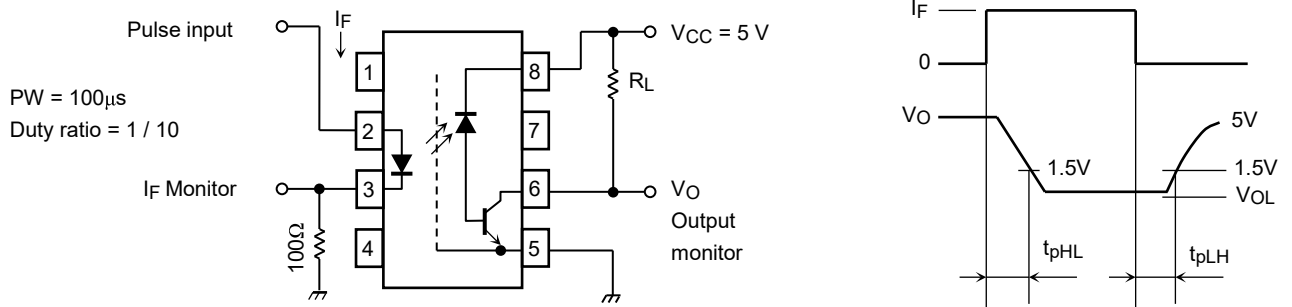 Pulse input
PW = 100μs
Duty ratio = 1 / 10
IF Monitor
100Ω
IF
1
2
3
4
8
7
6
5
VCC = 5 V
RL
VO
Output
monitor
IF
0
VO
5V
1.5V
1.5V
VOL
tpHL
tpLH